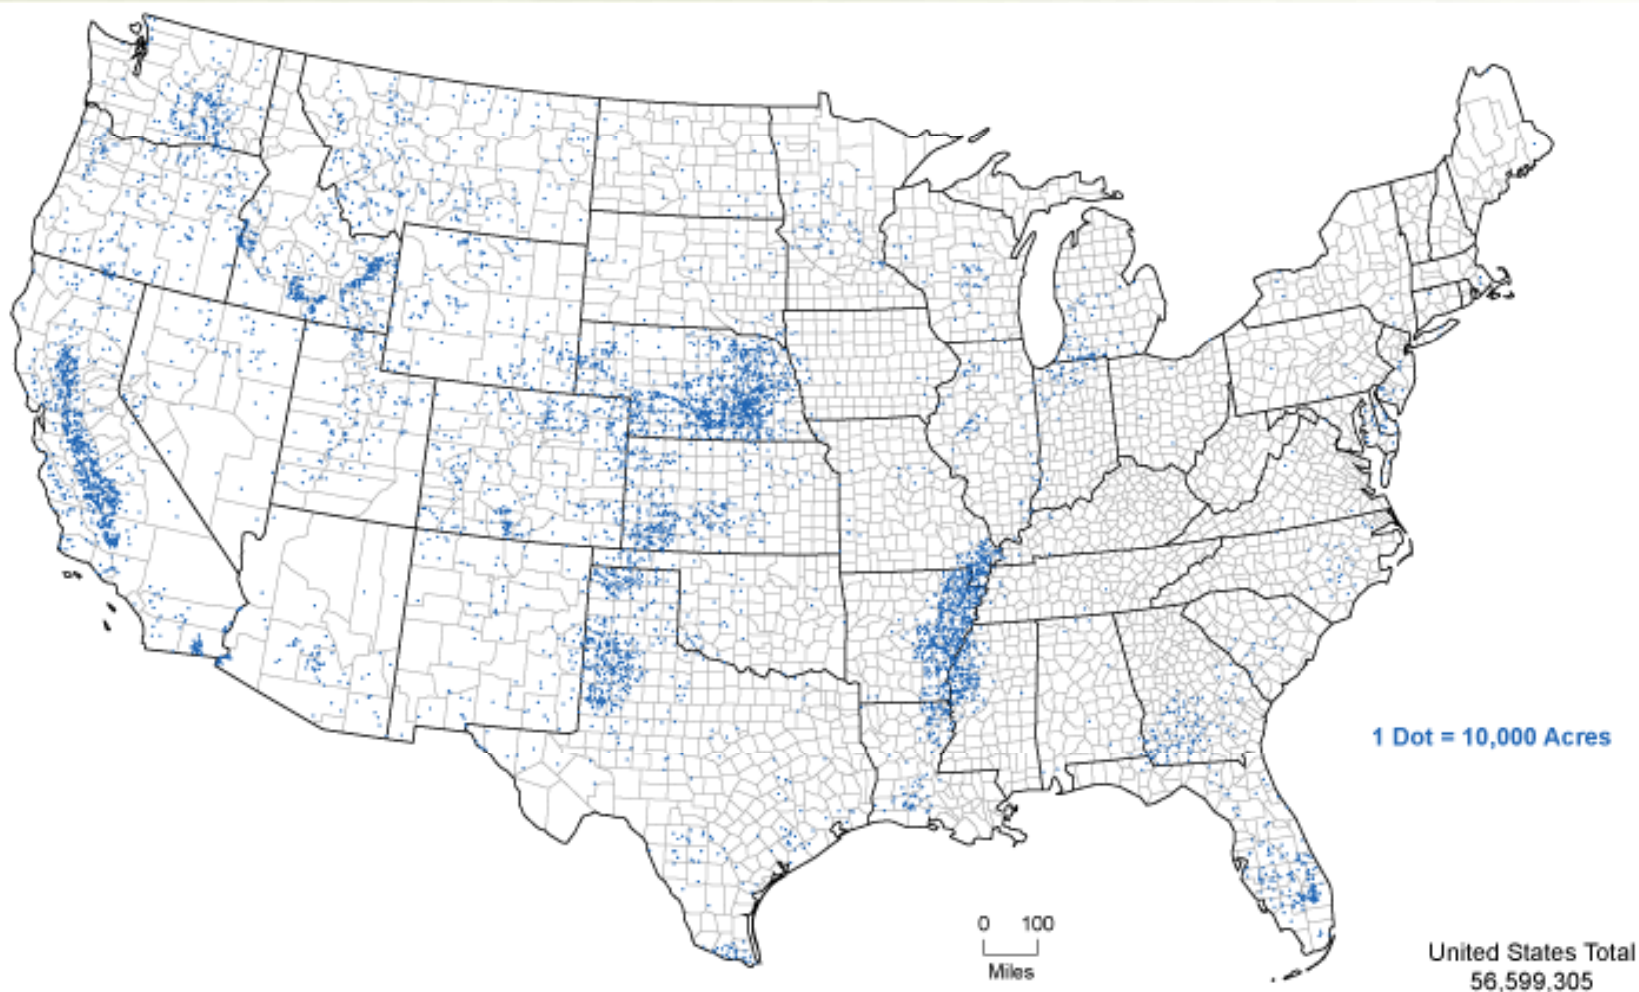 1 Dot = 10,000 Acres
0 100
Miles
United States Total
56,599,305